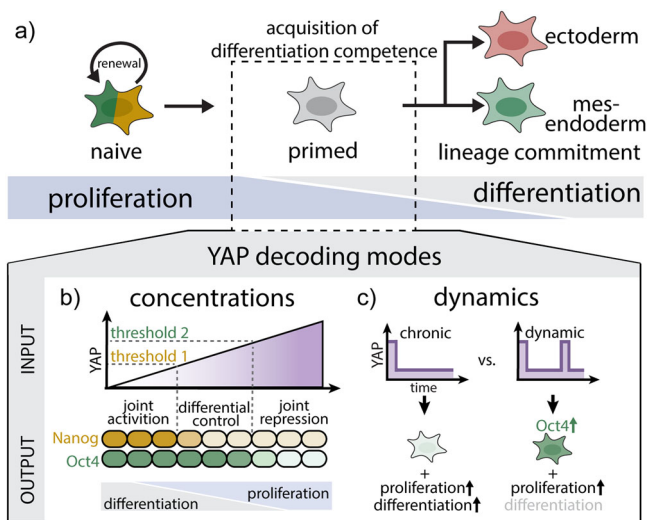 a)
renewal
naive
acquisition of
differentiation competence
primed
ectoderm
mes-
endoderm
lineage commitment
proliferation
differentiation
YAP decoding modes
INPUT
OUTPUT
b)
concentrations
YAP
threshold 2
threshold 1
joint
activition
differential
control
joint
repression
Nanog
Oct4
differentiation
proliferation
c)
dynamics
YAP
chronic
time
vs.
dynamic
+
proliferation↑
differentiation↑
Oct4↑
+
proliferation↑
differentiation